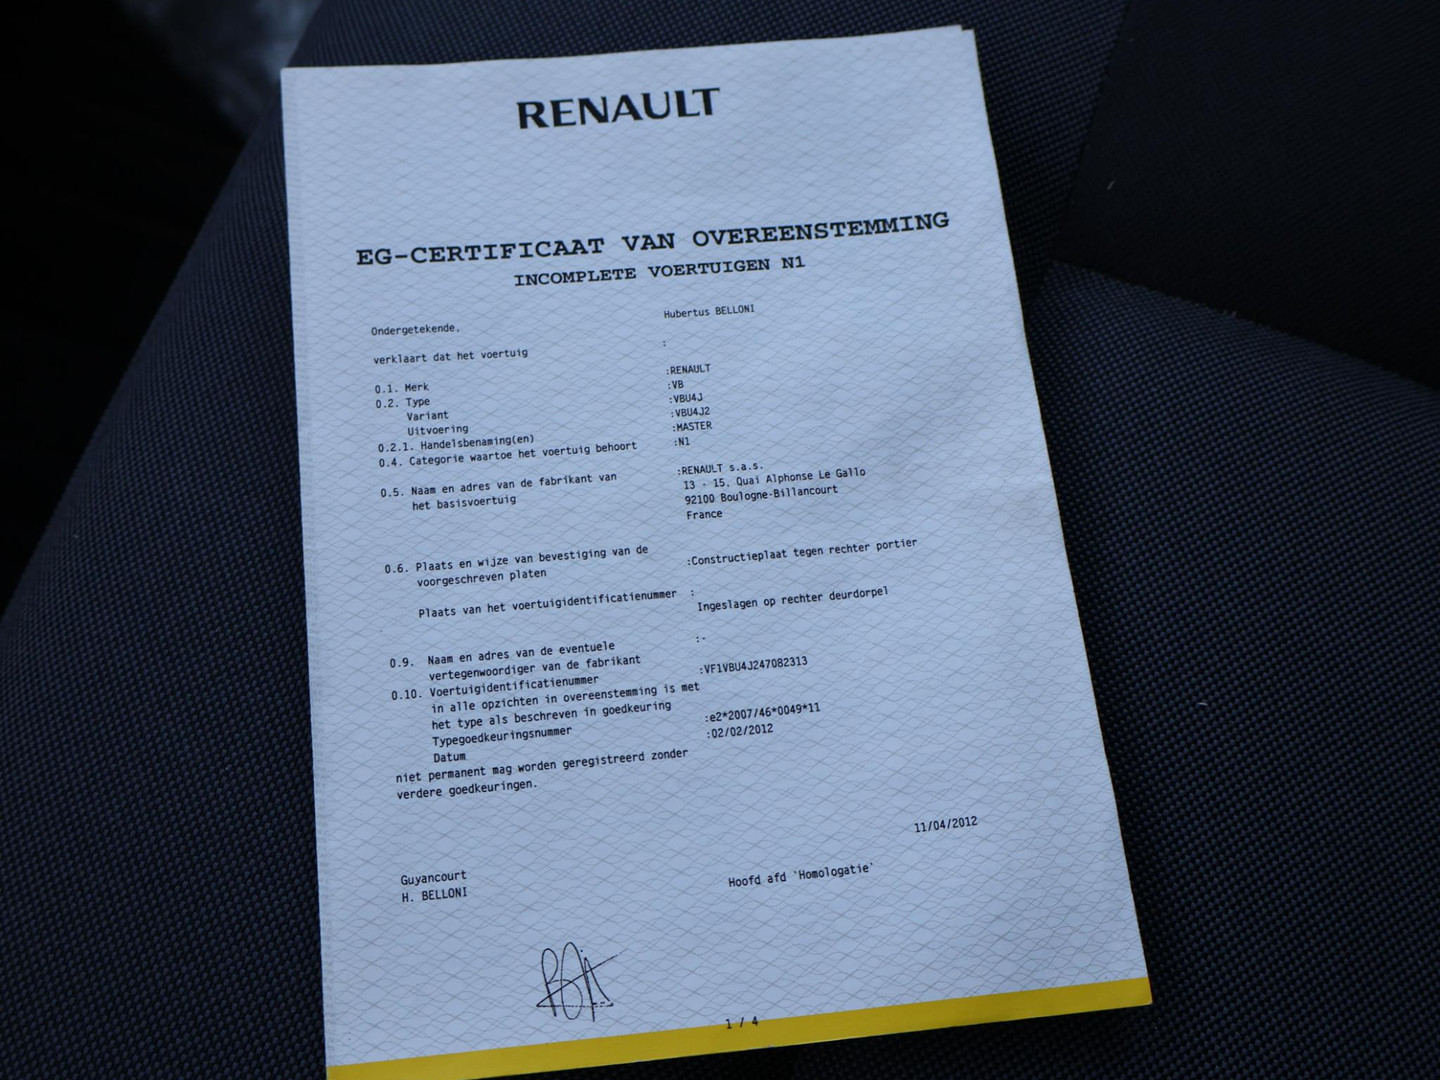 RENAULT
EG-CERTIFICAAT VAN OVEREENSTEMMING
INCOMPLETE VOERTUIGEN N1
Ondergetekende, Hubertus BELLONI
verklaart dat het voertuig :
0.1. Merk :RENAULT
0.2. Type :VB
Variant :VBU4J
Uitvoering :VBU4J2
0.2.1. Handelsbenaming(en) :MASTER
0.4. Categorie waartoe het voertuig behoort :N1
0.5. Naam en adres van de fabrikant van :RENAULT s.a.s.
het basisvoertuig 13 - 15, Quai Alphonse Le Gallo
92100 Boulogne-Billancourt
France
0.6. Plaats en wijze van bevestiging van de :Constructieplaat tegen rechter portier
voorgeschreven platen
Plaats van het voertuigidentificatienummer :
Ingeslagen op rechter deurdorpel
0.9. Naam en adres van de eventuele :-
vertegenwoordiger van de fabrikant
0.10. Voertuigidentificatienummer :VF1VBU4J247082313
in alle opzichten in overeenstemming is met
het type als beschreven in goedkeuring
Typegoedkeuringsnummer :e2*2007/46*0049*11
Datum :02/02/2012
niet permanent mag worden geregistreerd zonder
verdere goedkeuringen.
11/04/2012
Guyancourt
H. BELLONI Hoofd afd 'Homologatie'
1 / 4